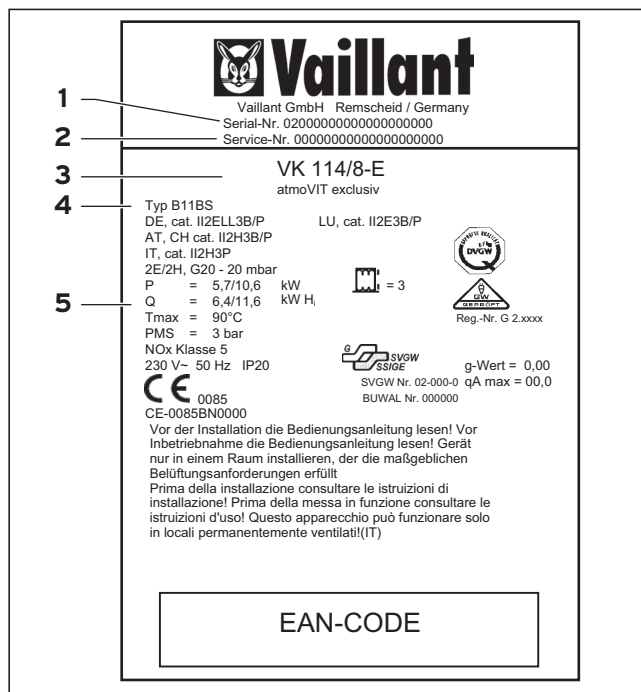 Vaillant
Vaillant GmbH Remscheid / Germany
1 Serial-Nr. 02000000000000000000
2 Service-Nr. 00000000000000000000
3 VK 114/8-E
atmoVIT exclusiv
4 Typ B11BS
DE, cat. II2ELL3B/P LU, cat. II2E3B/P
AT, CH cat. II2H3B/P
IT, cat. II2H3P
2E/2H, G20 - 20 mbar
P = 5,7/10,6 kW
= 3
5 Q = 6,4/11,6 kW Hi
Tmax = 90°C
PMS = 3 bar
NOx Klasse 5
230 V~ 50 Hz IP20
DVGW
GW
GEPRÜFT
Reg.-Nr. G 2.xxxx
G SVGW
SSIGE
g-Wert = 0,00
SVGW Nr. 02-000-0 qA max = 00,0
BUWAL Nr. 000000
CE 0085
CE-0085BN0000
Vor der Installation die Bedienungsanleitung lesen! Vor
Inbetriebnahme die Bedienungsanleitung lesen! Gerät
nur in einem Raum installieren, der die maßgeblichen
Belüftungsanforderungen erfüllt
Prima della installazione consultare le istruzioni di
installazione! Prima della messa in funzione consultare le
istruzioni d'uso! Questo apparecchio può funzionare solo
in locali permanentemente ventilati!(IT)
EAN-CODE